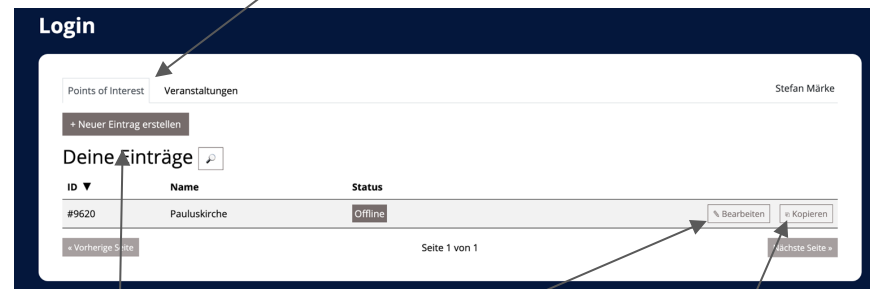 Login
Points of Interest Veranstaltungen Stefan Märke
+ Neuer Eintrag erstellen
Deine Einträge
ID ▼ Name Status
#9620 Pauluskirche Offline Bearbeiten Kopieren
« Vorherige Seite Seite 1 von 1 Nächste Seite »